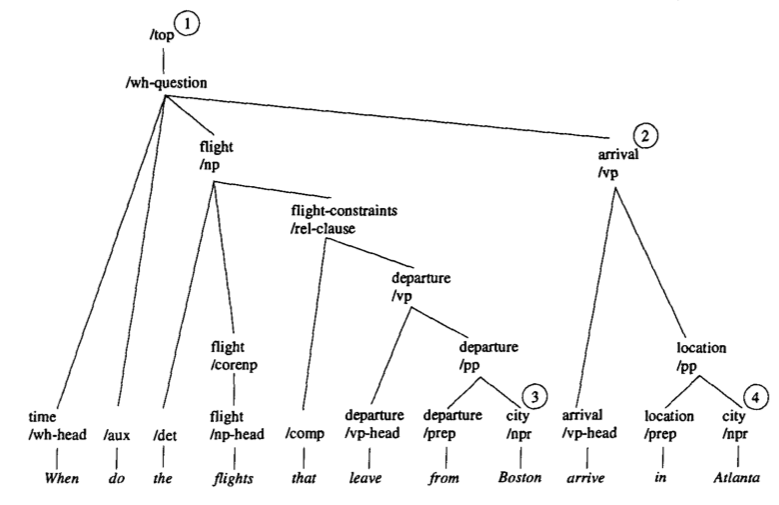 /top 1
/wh-question
2
flight
/np
arrival
/vp
flight-constraints
/rel-clause
departure
/vp
flight
/corenp
departure
/pp
location
/pp
3
4
time flight departure departure city arrival location city
/wh-head /aux /det /np-head /comp /vp-head /prep /npr /vp-head /prep /npr
When do the flights that leave from Boston arrive in Atlanta